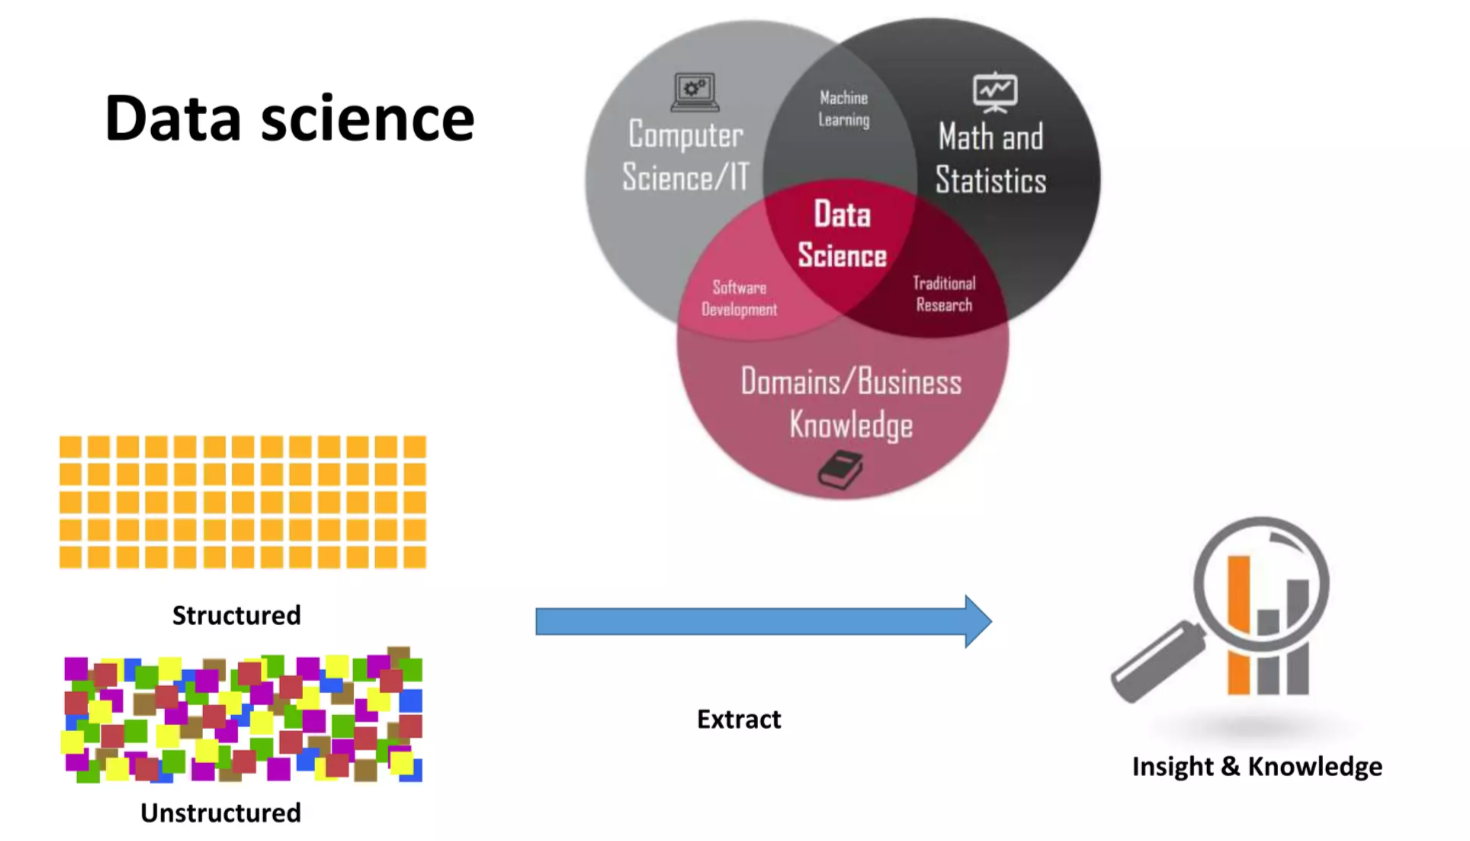 Data science
Computer
Science/IT
Machine
Learning
Math and
Statistics
Data
Science
Software
Development
Traditional
Research
Domains/Business
Knowledge
Structured
Unstructured
Extract
Insight & Knowledge